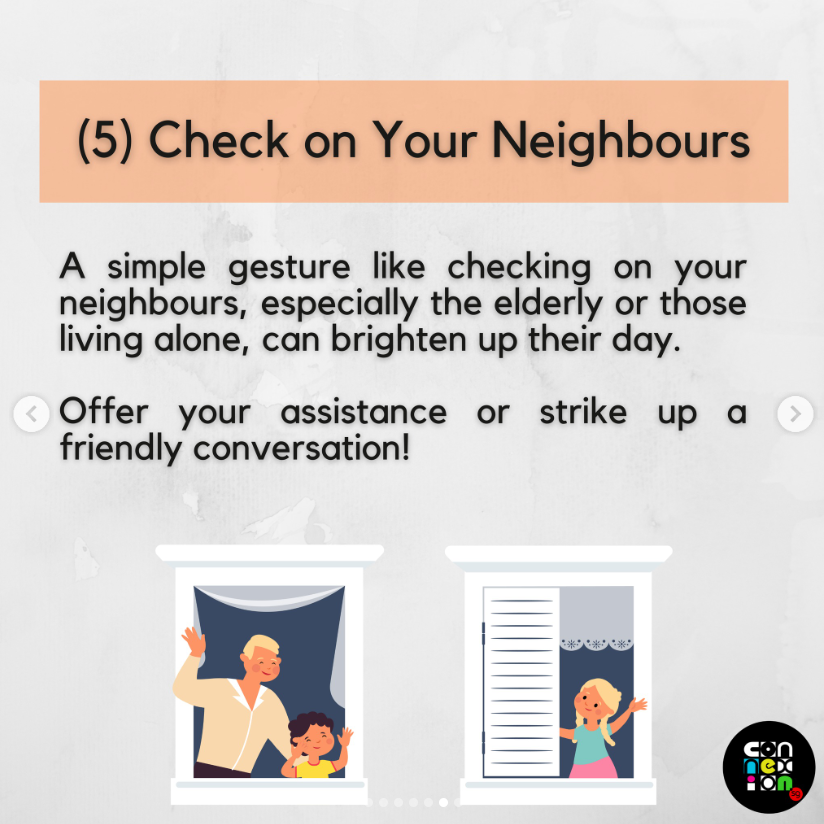 (5) Check on Your Neighbours
A simple gesture like checking on your
neighbours, especially the elderly or those
living alone, can brighten up their day.
Offer your assistance or strike up a
friendly conversation!
con
nex
ion
SG